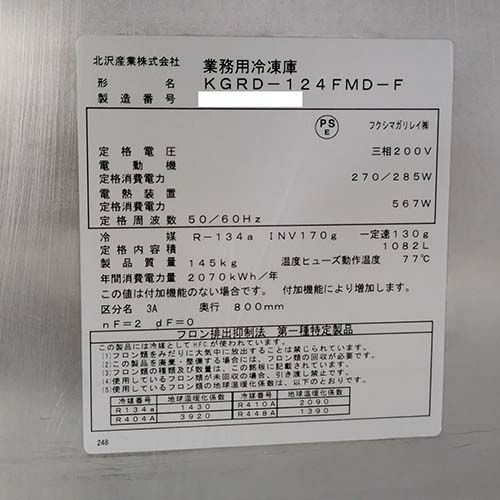 北沢産業株式会社 業務用冷凍庫
形名 KGRD-124FMD-F
製造番号
PS
E
フクシマガリレイ㈱
定格電圧 三相200V
電動機
定格消費電力 270/285W
電熱装置
定格消費電力 567W
定格周波数 50/60Hz
冷媒 R-134a INV170g 一定速130g
定格内容積 1082L
製品質量 145kg 温度ヒューズ動作温度 77℃
年間消費電力量 2070kWh/年
この値は付加機能のない場合です。付加機能により増加します。
区分名 3A 奥行 800mm
nF=2 dF=0
フロン排出抑制法 第一種特定製品
この製品には冷媒としてHFCが使われています。
(1)フロン類をみだりに大気中に放出することは禁じられています。
(2)この製品を廃棄・整備する場合には、フロン類の回収が必要です。
(3)フロン類の種類及び数量は、この銘板に記載されています。
(4)使用しているフロン類が未回収の場合、引き渡し禁止です。
(5)使用しているフロン類の地球温暖化係数は、以下のとおりです。
冷媒番号 地球温暖化係数 冷媒番号 地球温暖化係数
R134a 1430 R410A 2090
R404A 3920 R448A 1390
248